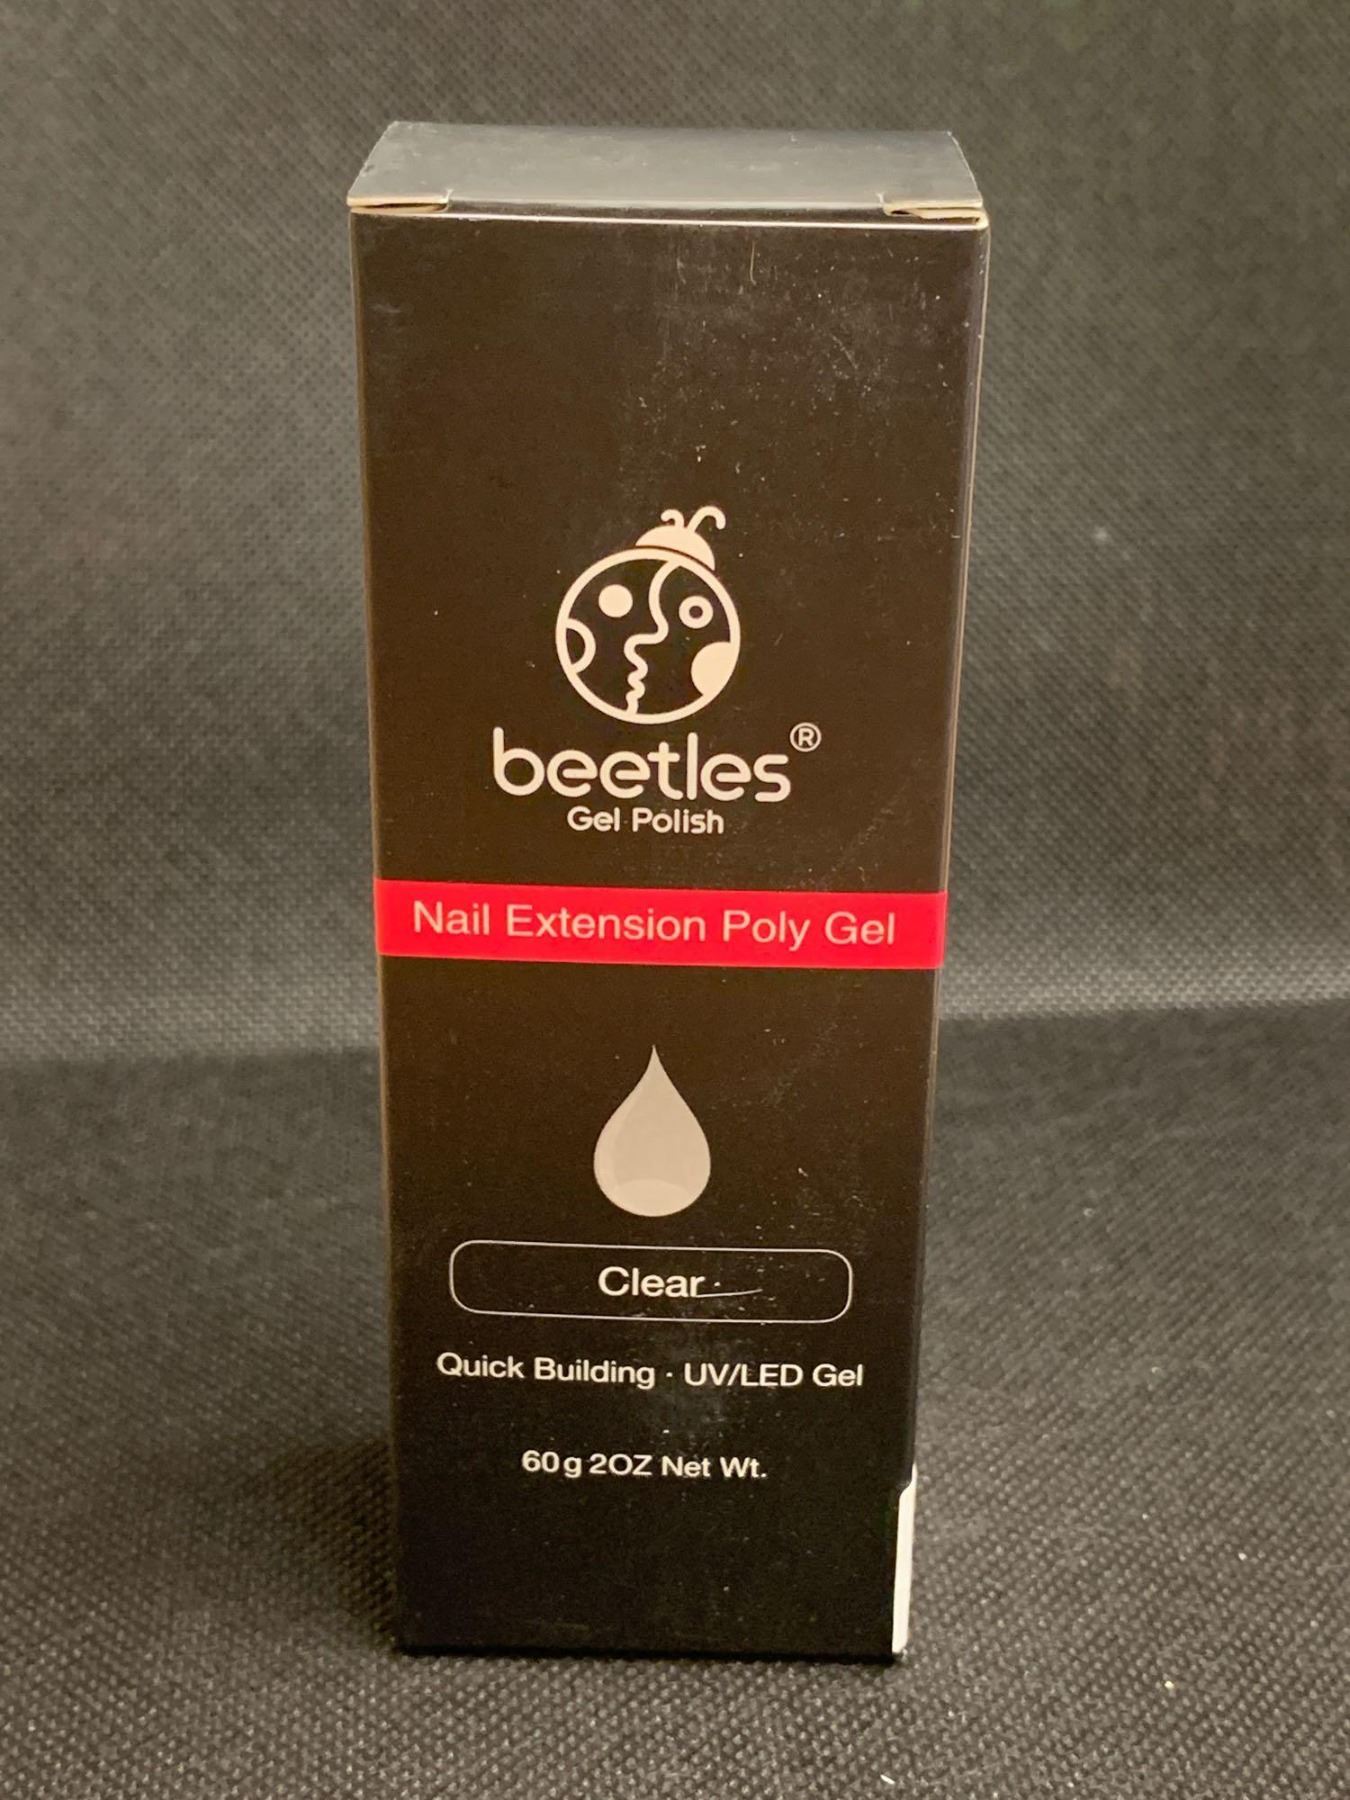 beetles®
Gel Polish
Nail Extension Poly Gel
Clear
Quick Building · UV/LED Gel
60g 2OZ Net Wt.